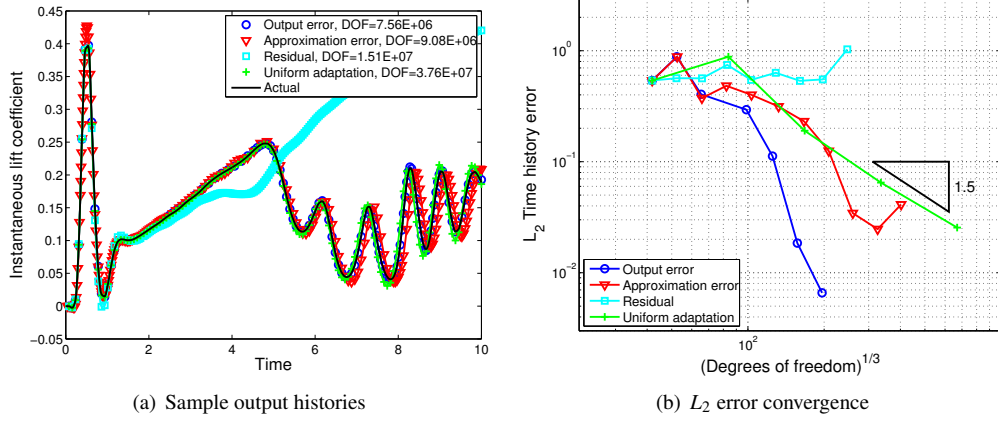 Output error, DOF=7.56E+06
Approximation error, DOF=9.08E+06
Residual, DOF=1.51E+07
Uniform adaptation, DOF=3.76E+07
Actual
0.45
0.4
0.35
0.3
0.25
0.2
0.15
0.1
0.05
0
−0.05
Instantaneous lift coefficient
0 2 4 6 8 10
Time
(a) Sample output histories
10^0
10^−1
10^−2
L_2 Time history error
1.5
Output error
Approximation error
Residual
Uniform adaptation
10^2
(Degrees of freedom)^1/3
(b) L_2 error convergence